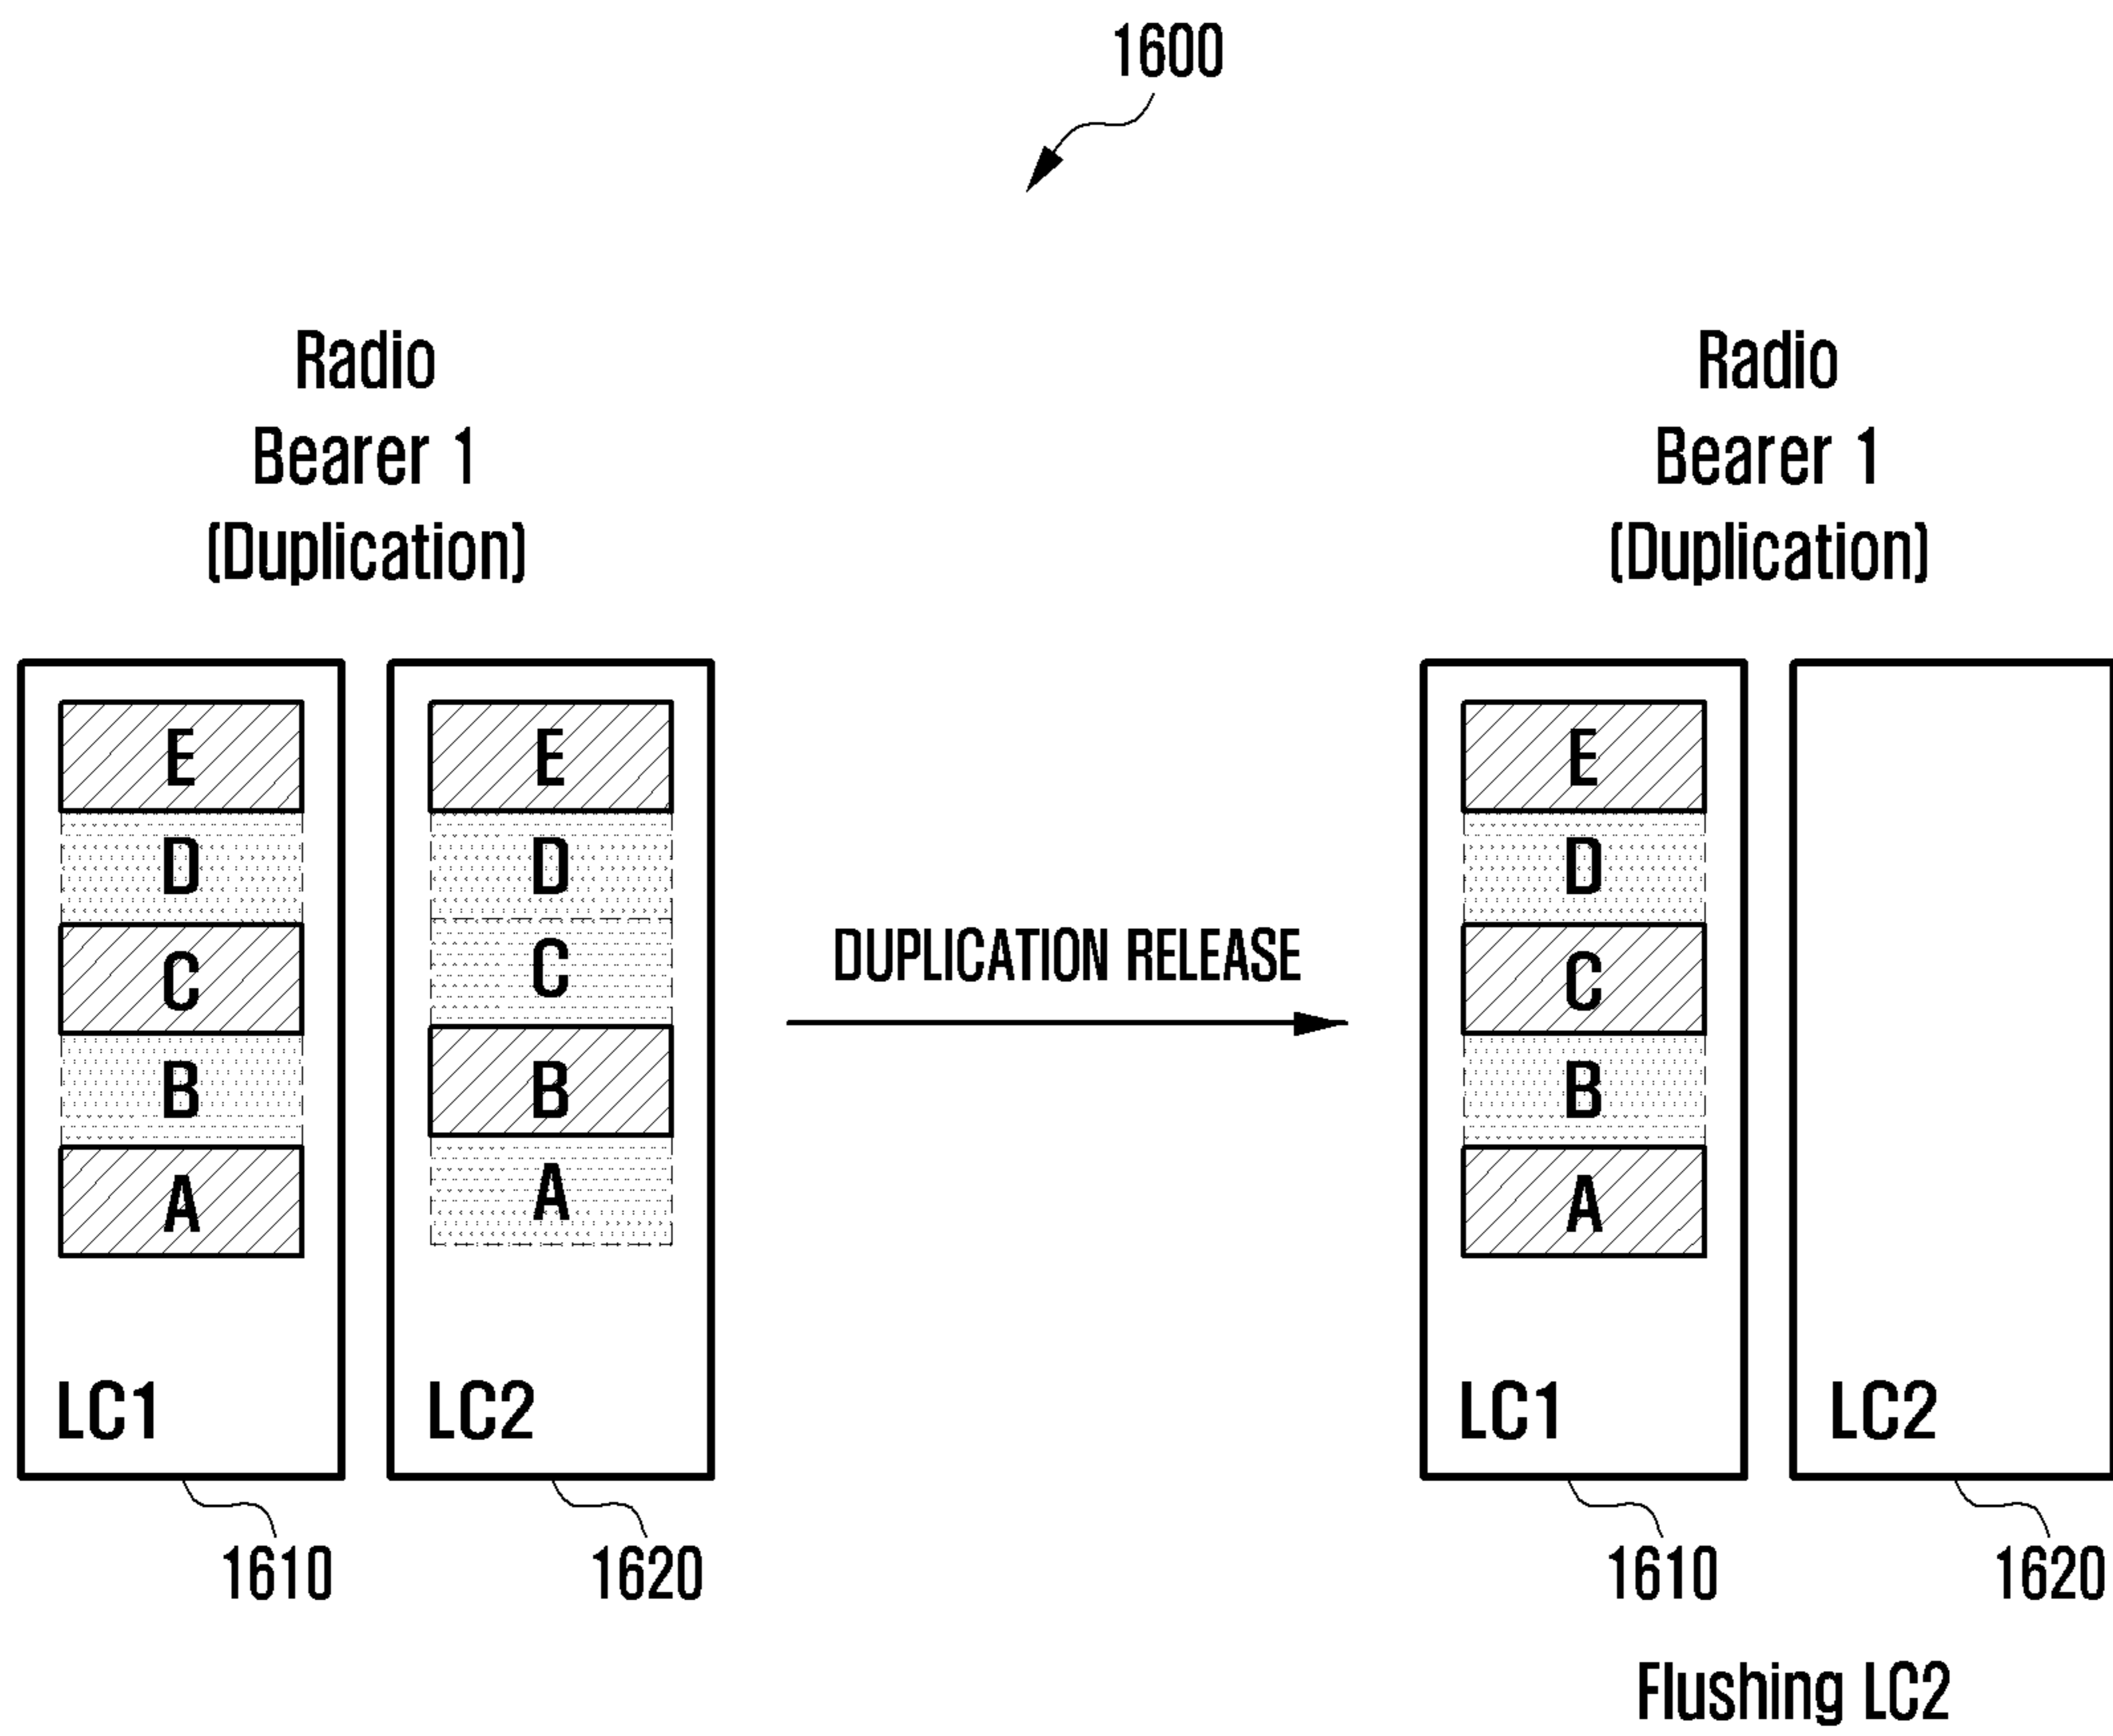 1600
Radio
Bearer 1
(Duplication)
E
D
C
B
A
LC1
1610
E
D
C
B
A
LC2
1620
DUPLICATION RELEASE
Radio
Bearer 1
(Duplication)
E
D
C
B
A
LC1
1610
LC2
1620
Flushing LC2